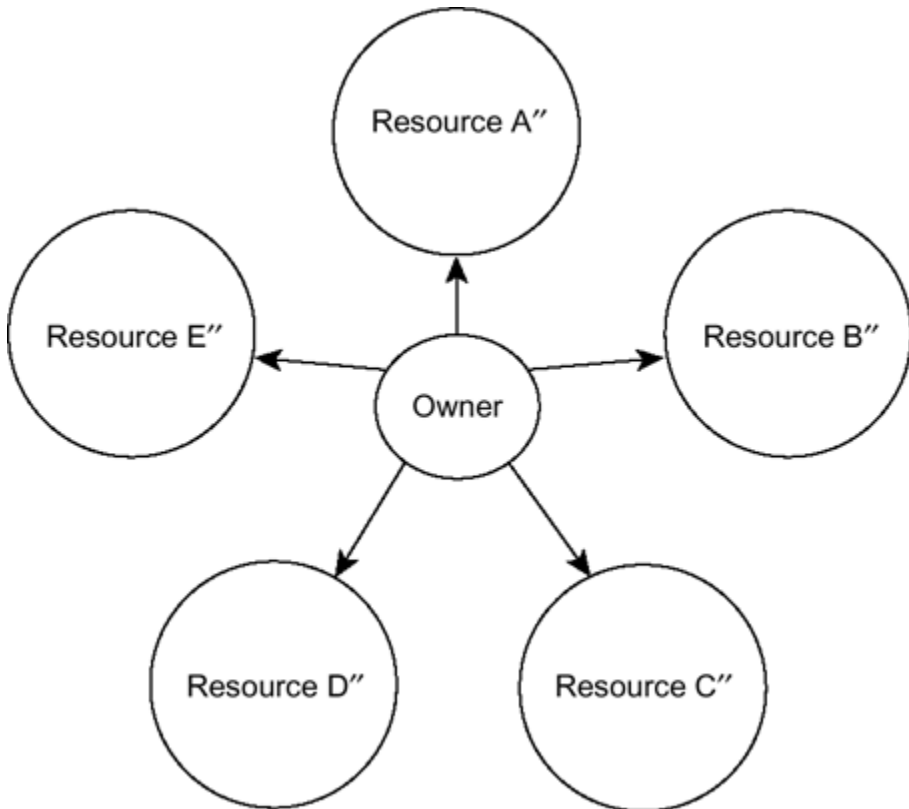 Resource A″
Resource E″
Resource B″
Owner
Resource D″
Resource C″